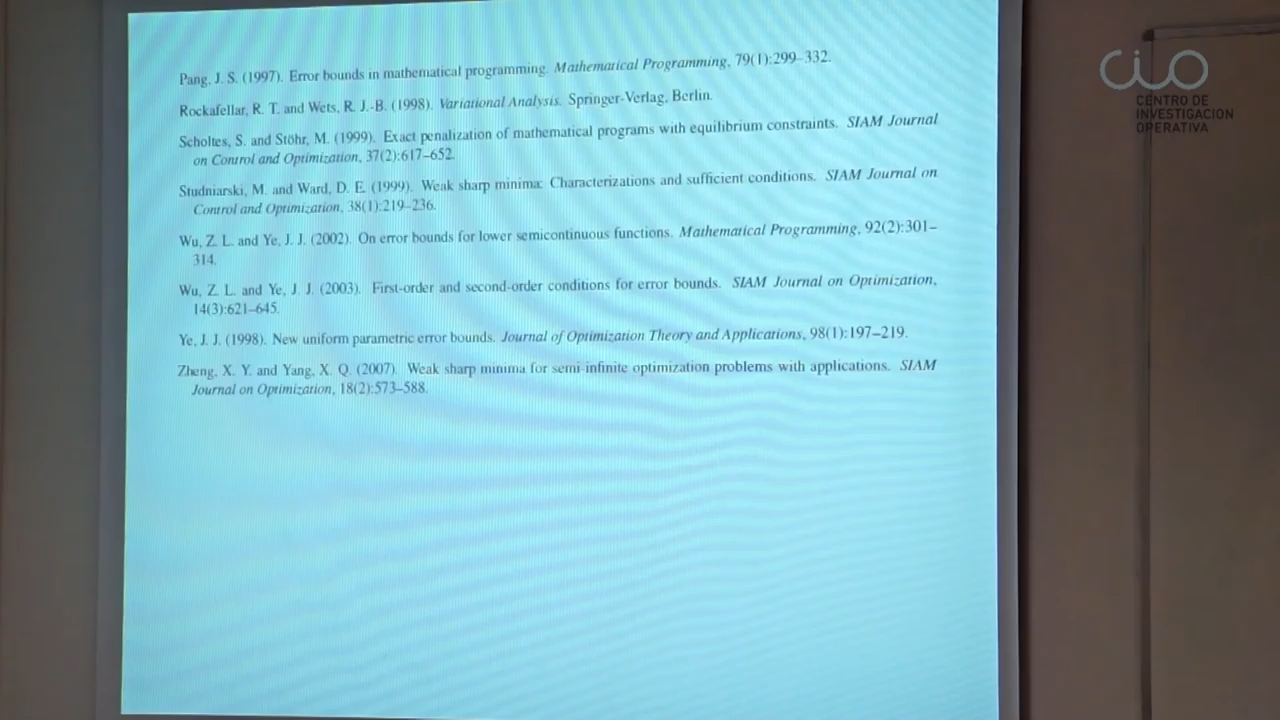 Pang, J. S. (1997). Error bounds in mathematical programming. Mathematical Programming, 79(1):299–332.
Rockafellar, R. T. and Wets, R. J.-B. (1998). Variational Analysis. Springer-Verlag, Berlin.
Scholtes, S. and Stöhr, M. (1999). Exact penalization of mathematical programs with equilibrium constraints. SIAM Journal
on Control and Optimization, 37(2):617–652.
Studniarski, M. and Ward, D. E. (1999). Weak sharp minima: Characterizations and sufficient conditions. SIAM Journal on
Control and Optimization, 38(1):219–236.
Wu, Z. L. and Ye, J. J. (2002). On error bounds for lower semicontinuous functions. Mathematical Programming, 92(2):301–
314.
Wu, Z. L. and Ye, J. J. (2003). First-order and second-order conditions for error bounds. SIAM Journal on Optimization,
14(3):621–645.
Ye, J. J. (1998). New uniform parametric error bounds. Journal of Optimization Theory and Applications, 98(1):197–219.
Zheng, X. Y. and Yang, X. Q. (2007). Weak sharp minima for semi-infinite optimization problems with applications. SIAM
Journal on Optimization, 18(2):573–588.
CIO
CENTRO DE
INVESTIGACION
OPERATIVA